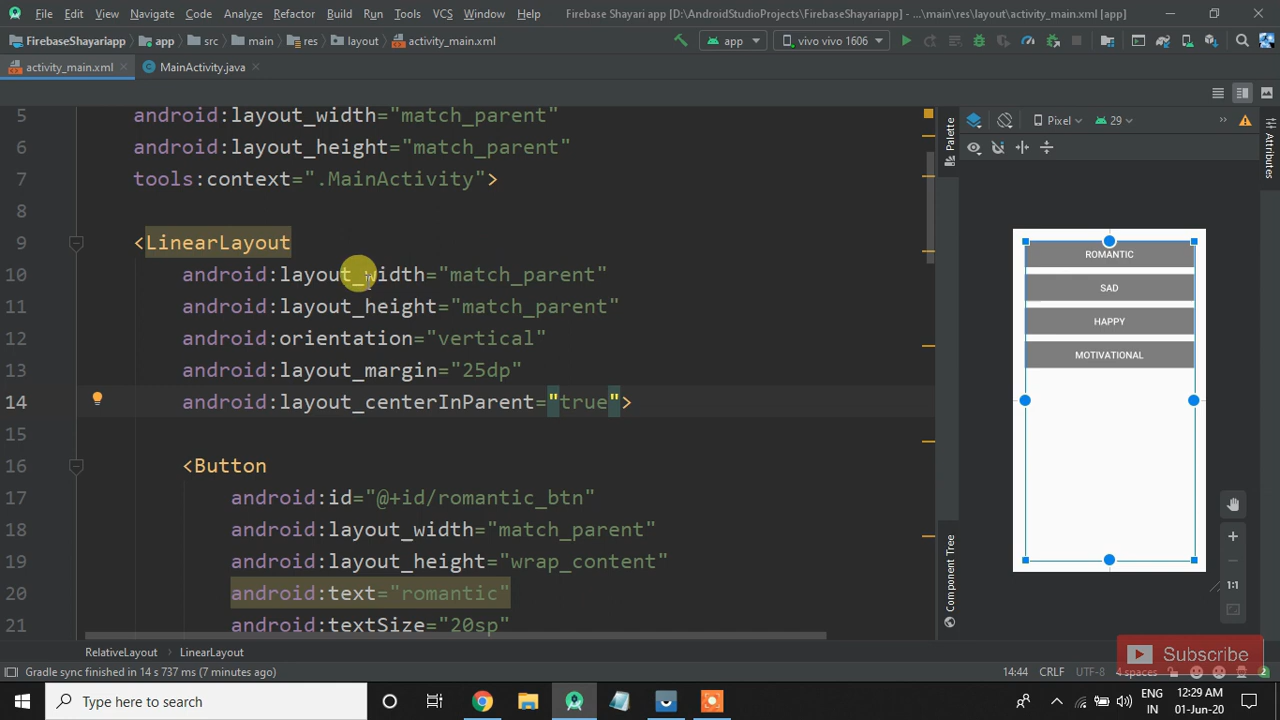 File Edit View Navigate Code Analyze Refactor Build Run Tools VCS Window Help Firebase Shayari app [D:\AndroidStudioProjects\FirebaseShayariapp] - ...\main\res\layout\activity_main.xml [app]
FirebaseShayariapp app src main res layout activity_main.xml app vivo vivo 1606
activity_main.xml MainActivity.java
Palette Pixel 29 Attributes
5 android:layout_width="match_parent"
6 android:layout_height="match_parent"
7 tools:context=".MainActivity">
8
9 <LinearLayout
10 android:layout_width="match_parent"
11 android:layout_height="match_parent"
12 android:orientation="vertical"
13 android:layout_margin="25dp"
14 android:layout_centerInParent="true">
15
16 <Button
17 android:id="@+id/romantic_btn"
18 android:layout_width="match_parent"
19 android:layout_height="wrap_content"
20 android:text="romantic"
21 android:textSize="20sp"
ROMANTIC
SAD
HAPPY
MOTIVATIONAL
1:1
Component Tree
RelativeLayout LinearLayout
Subscribe
Gradle sync finished in 14 s 737 ms (7 minutes ago) 14:44 CRLF UTF-8 4 spaces 2
Type here to search
ENG
IN
12:29 AM
01-Jun-20